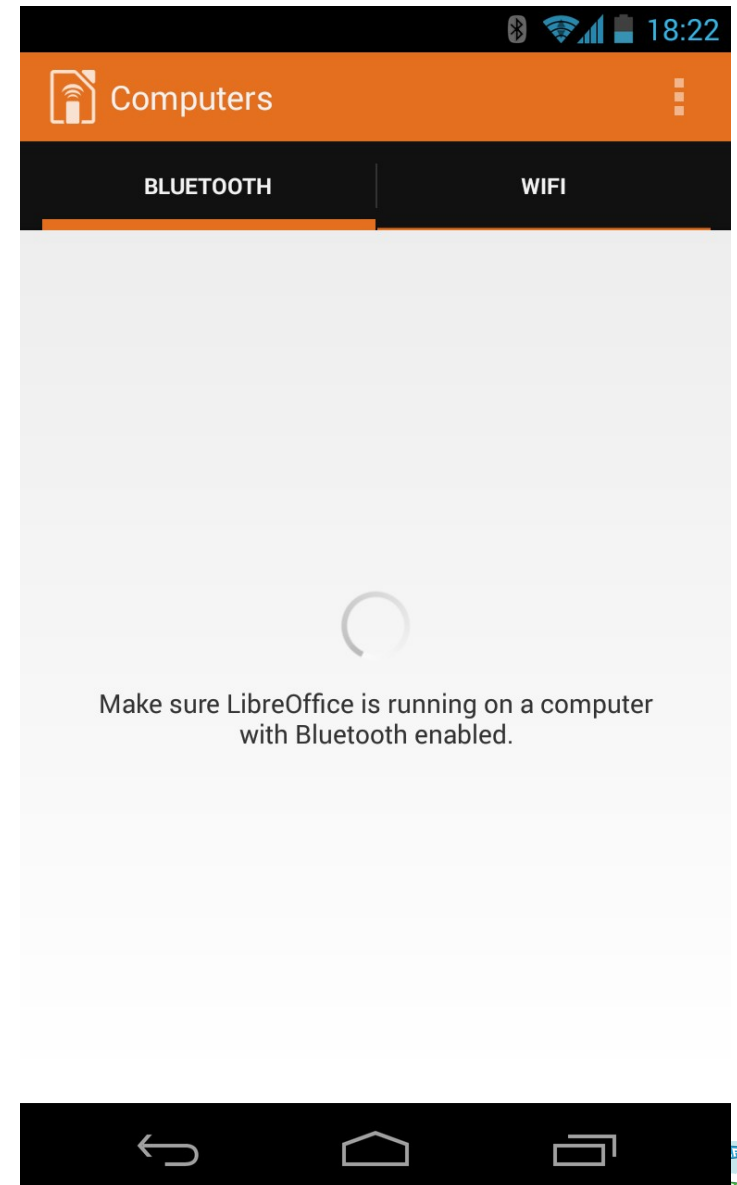 18:22
Computers
BLUETOOTH
WIFI
Make sure LibreOffice is running on a computer
with Bluetooth enabled.